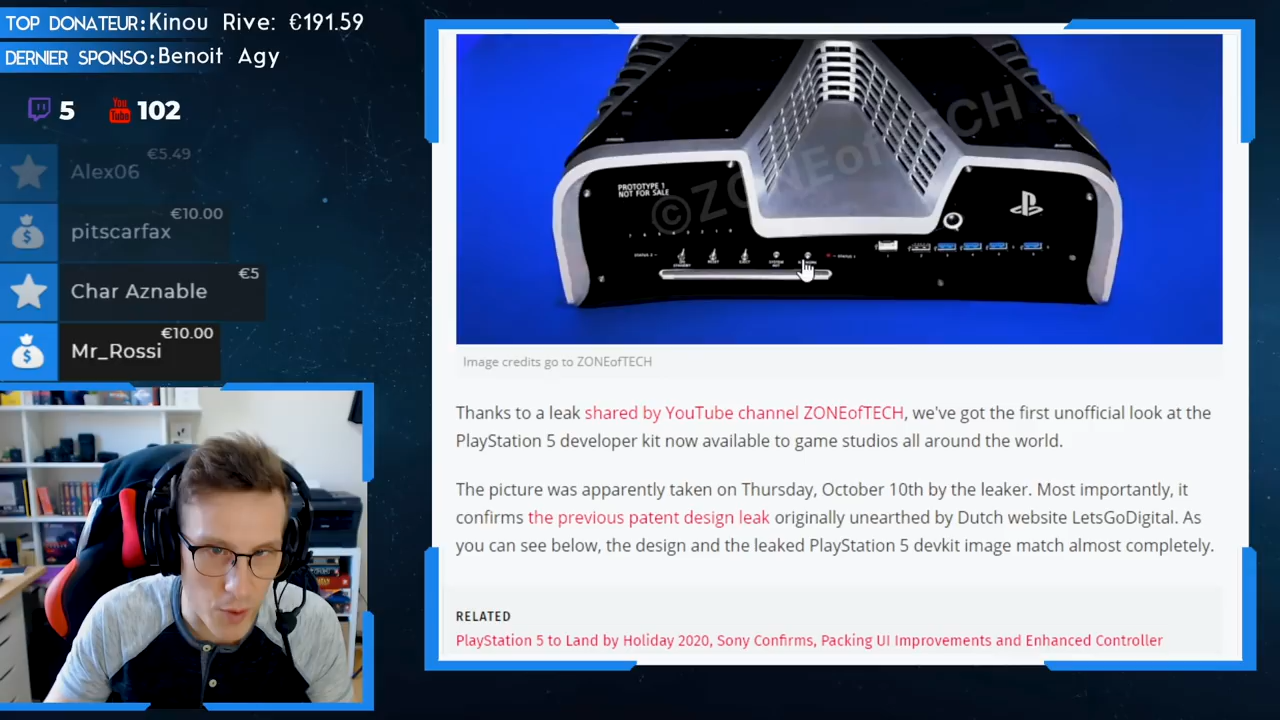 TOP DONATEUR: Kinou Rive: €191.59
DERNIER SPONSO: Benoit Agy
5
You Tube 102
€5.49
Alex06
€10.00
pitscarfax
€5
Char Aznable
€10.00
Mr_Rossi
©ZONEofTECH
PROTOTYPE 1
NOT FOR SALE
Image credits go to ZONEofTECH
Thanks to a leak shared by YouTube channel ZONEofTECH, we've got the first unofficial look at the
PlayStation 5 developer kit now available to game studios all around the world.
The picture was apparently taken on Thursday, October 10th by the leaker. Most importantly, it
confirms the previous patent design leak originally unearthed by Dutch website LetsGoDigital. As
you can see below, the design and the leaked PlayStation 5 devkit image match almost completely.
RELATED
PlayStation 5 to Land by Holiday 2020, Sony Confirms, Packing UI Improvements and Enhanced Controller